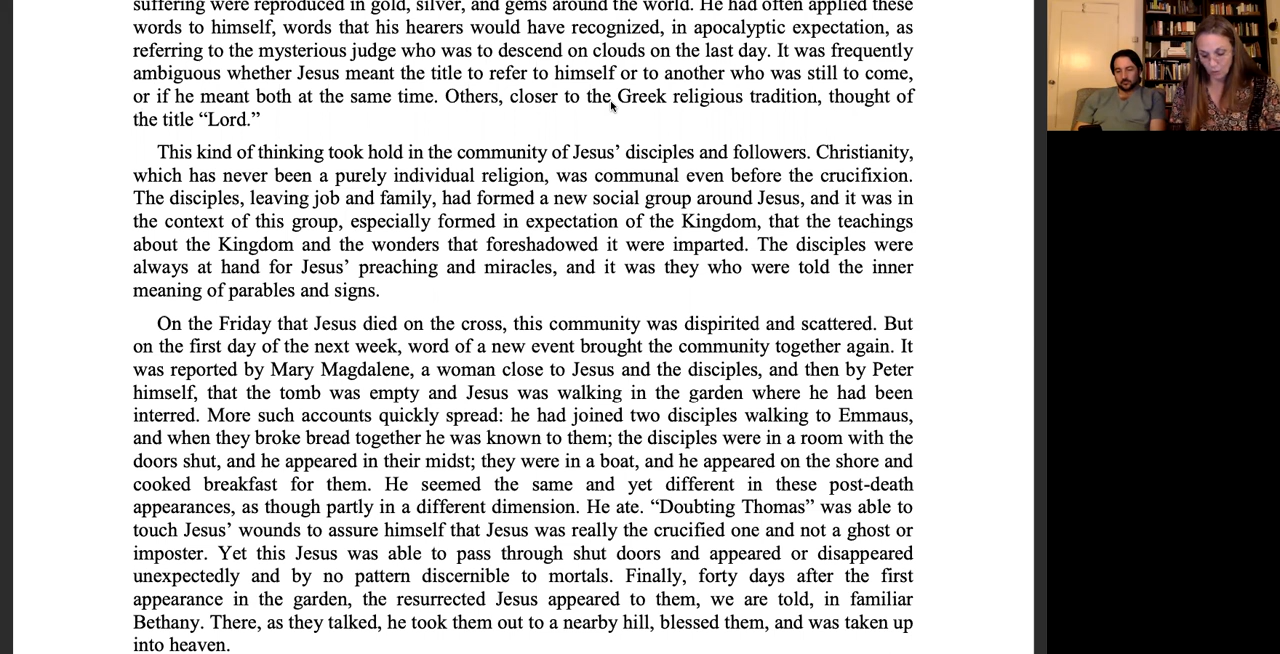 suffering were reproduced in gold, silver, and gems around the world. He had often applied these
words to himself, words that his hearers would have recognized, in apocalyptic expectation, as
referring to the mysterious judge who was to descend on clouds on the last day. It was frequently
ambiguous whether Jesus meant the title to refer to himself or to another who was still to come,
or if he meant both at the same time. Others, closer to the Greek religious tradition, thought of
the title “Lord.”
This kind of thinking took hold in the community of Jesus’ disciples and followers. Christianity,
which has never been a purely individual religion, was communal even before the crucifixion.
The disciples, leaving job and family, had formed a new social group around Jesus, and it was in
the context of this group, especially formed in expectation of the Kingdom, that the teachings
about the Kingdom and the wonders that foreshadowed it were imparted. The disciples were
always at hand for Jesus’ preaching and miracles, and it was they who were told the inner
meaning of parables and signs.
On the Friday that Jesus died on the cross, this community was dispirited and scattered. But
on the first day of the next week, word of a new event brought the community together again. It
was reported by Mary Magdalene, a woman close to Jesus and the disciples, and then by Peter
himself, that the tomb was empty and Jesus was walking in the garden where he had been
interred. More such accounts quickly spread: he had joined two disciples walking to Emmaus,
and when they broke bread together he was known to them; the disciples were in a room with the
doors shut, and he appeared in their midst; they were in a boat, and he appeared on the shore and
cooked breakfast for them. He seemed the same and yet different in these post-death
appearances, as though partly in a different dimension. He ate. “Doubting Thomas” was able to
touch Jesus’ wounds to assure himself that Jesus was really the crucified one and not a ghost or
imposter. Yet this Jesus was able to pass through shut doors and appeared or disappeared
unexpectedly and by no pattern discernible to mortals. Finally, forty days after the first
appearance in the garden, the resurrected Jesus appeared to them, we are told, in familiar
Bethany. There, as they talked, he took them out to a nearby hill, blessed them, and was taken up
into heaven.